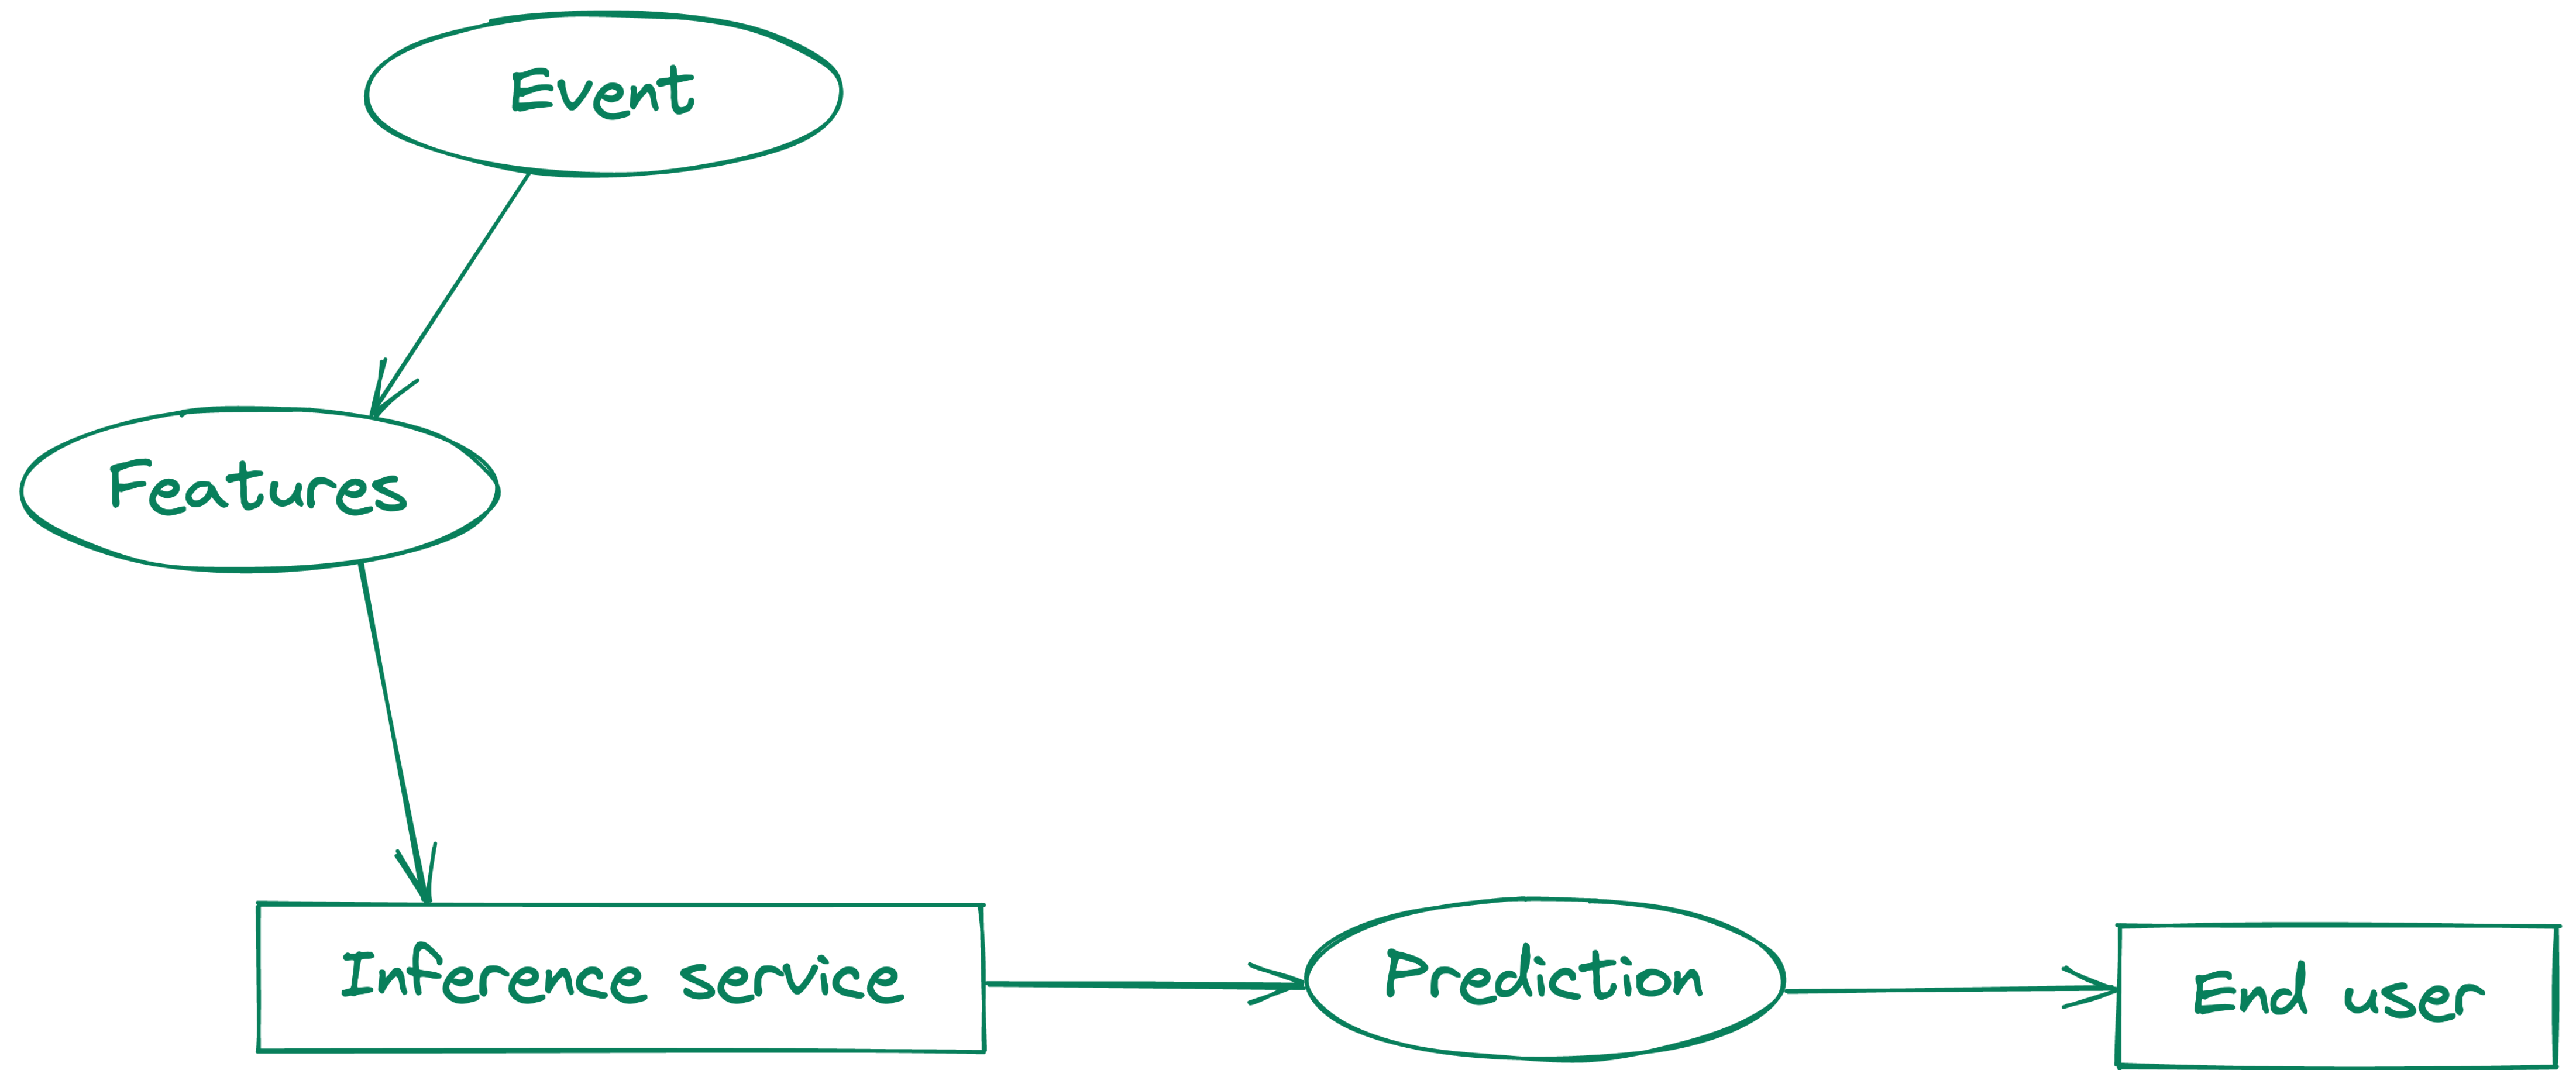 Event
Features
Inference service
Prediction
End user